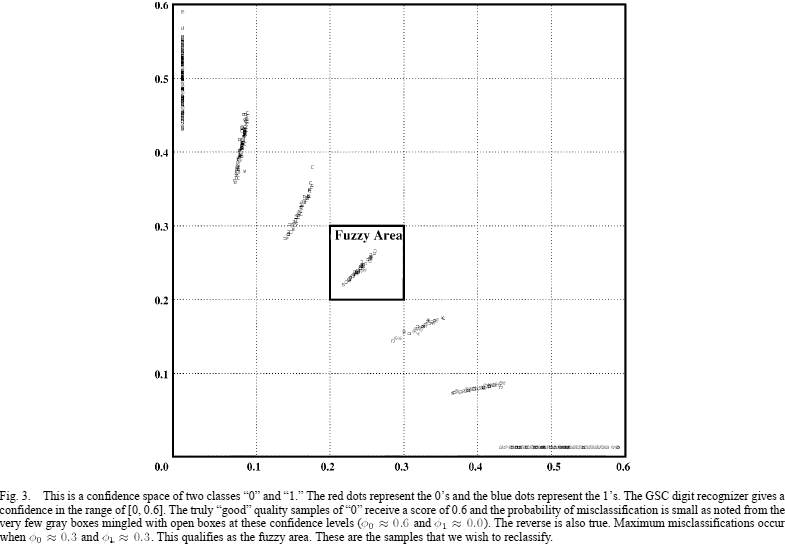 0.6
0.5
0.4
0.3
Fuzzy Area
0.2
0.1
0.0 0.1 0.2 0.3 0.4 0.5 0.6
Fig. 3. This is a confidence space of two classes “0” and “1.” The red dots represent the 0’s and the blue dots represent the 1’s. The GSC digit recognizer gives a
confidence in the range of [0, 0.6]. The truly “good” quality samples of “0” receive a score of 0.6 and the probability of misclassification is small as noted from the
very few gray boxes mingled with open boxes at these confidence levels (ϕ₀ ≈ 0.6 and ϕ₁ ≈ 0.0). The reverse is also true. Maximum misclassifications occur
when ϕ₀ ≈ 0.3 and ϕ₁ ≈ 0.3. This qualifies as the fuzzy area. These are the samples that we wish to reclassify.